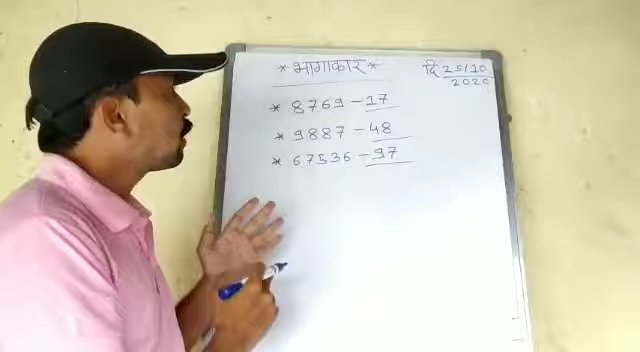 * भागाकार *
दि 25/10
2020
* 8769 - 17
* 9887 - 48
* 67536 - 97